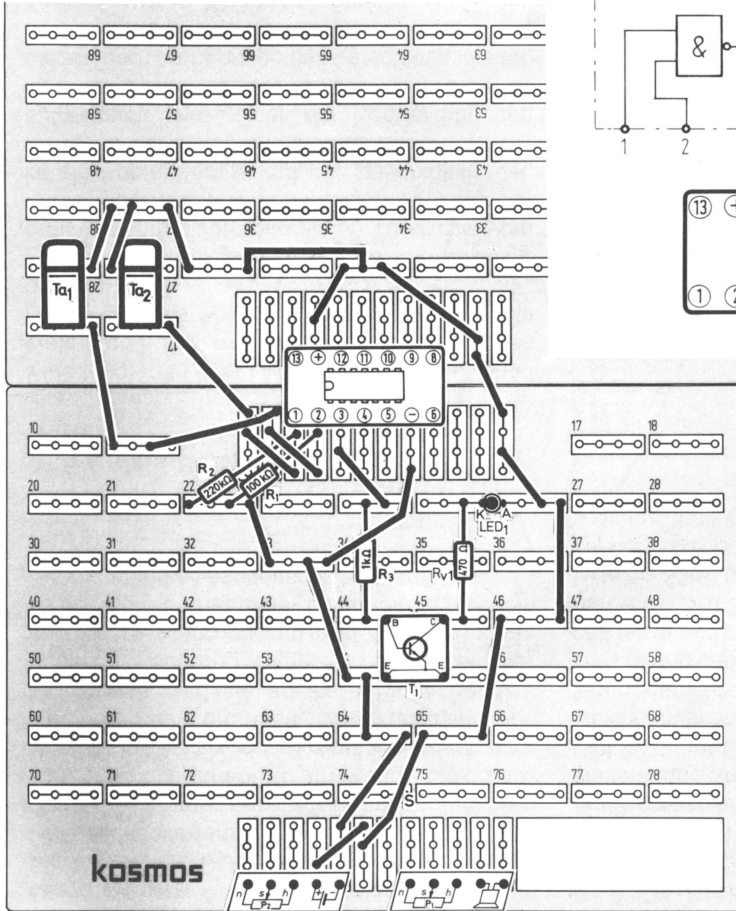 68 67 66 65 64 63
58 57 56 55 54 53
48 47 46 45 44 43
38 36 35 34 33
&
1 2
13 +
1 2
Ta1 Ta2
28 27
17
13 + 12 11 10 9 8
1 2 3 4 5 − 6
10 17 18
R2 220kΩ 100kΩ R1
20 21 22 K A 27 28
LED1
30 31 32 34 1kΩ R3 35 RV1 470 Ω 36 37 38
40 41 42 43 44 45 46 47 48
B C
E E
T1
50 51 52 53 57 58
60 61 62 63 64 65 67 68
70 71 72 73 74 75 76 77 78
S
kosmos
n s h + −
P2
n s h
P1